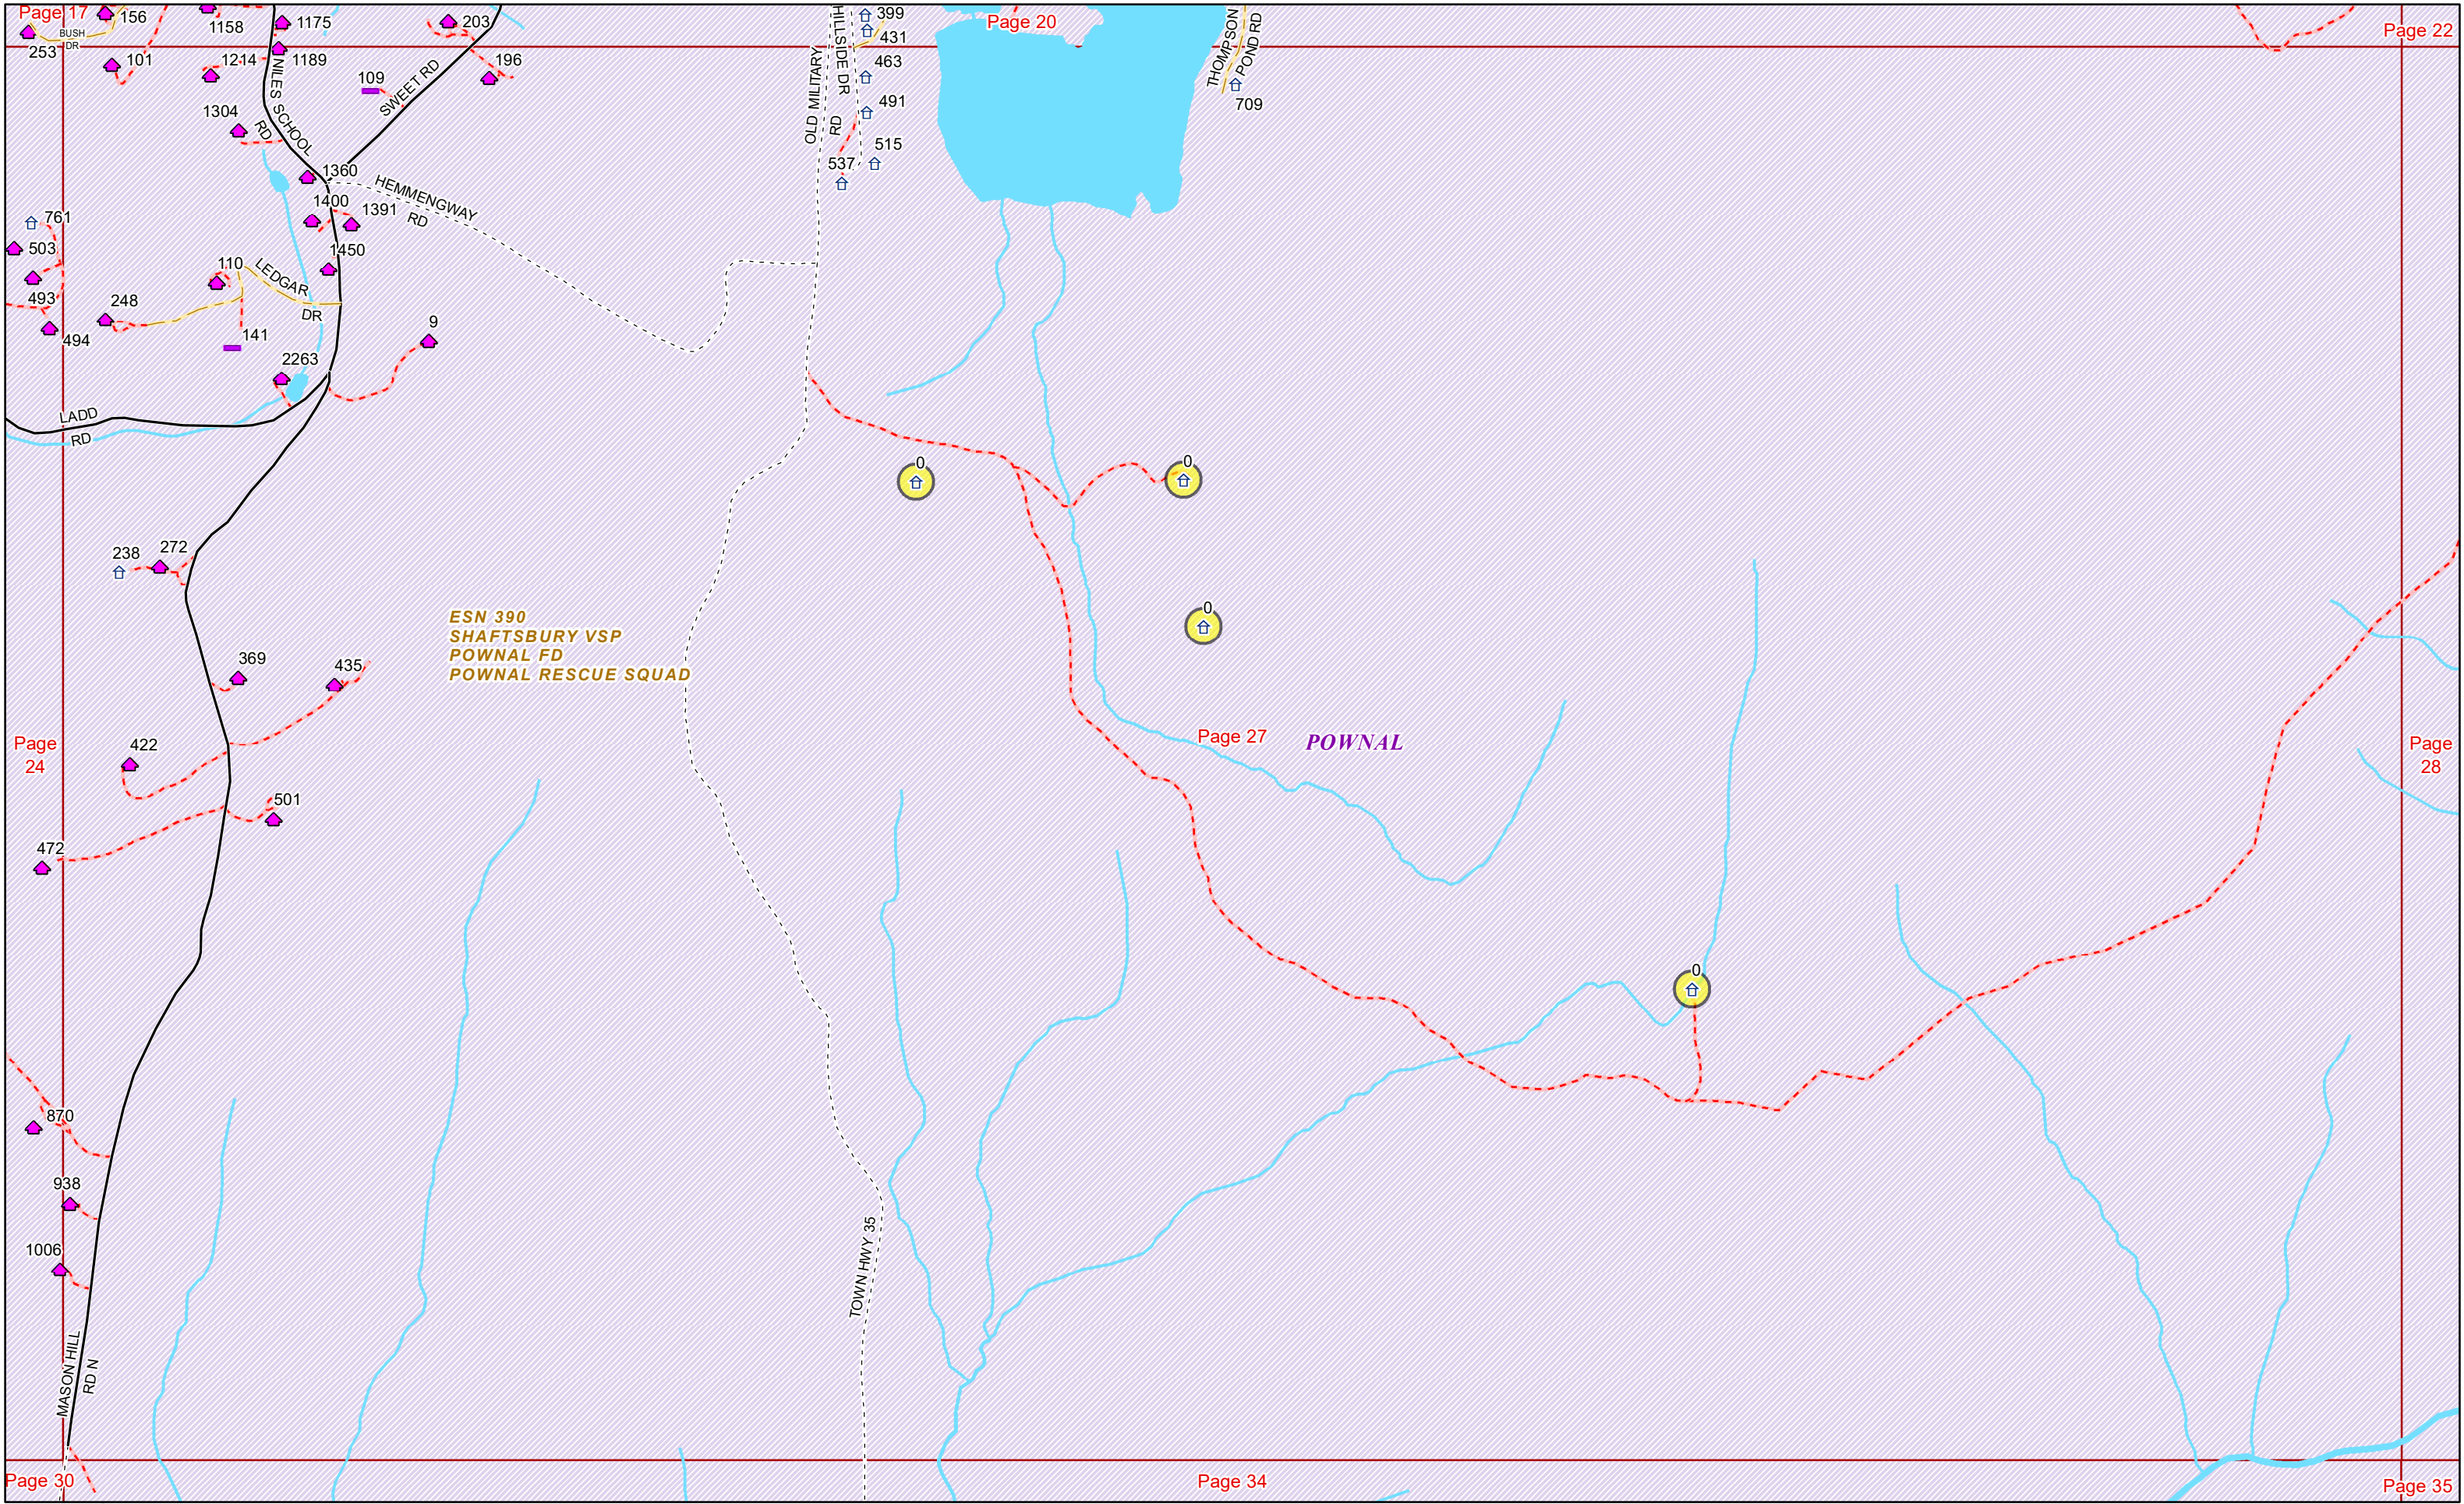 Page 17
156
1158
1175
203
399
Page 20
THOMPSON
POND RD
Page 22
253
BUSH
DR
101
1214
1189
196
431
463
HILLSIDE DR
OLD MILITARY
RD
109
SWEET RD
NILES SCHOOL
RD
491
709
1304
515
537
1360
HEMMENGWAY
RD
1400
1391
761
503
1450
110
LEDGAR
DR
493
248
494
141
9
2263
LADD
RD
0
0
238
272
0
ESN 390
SHAFTSBURY VSP
POWNAL FD
POWNAL RESCUE SQUAD
369
435
Page
24
422
Page 27
POWNAL
Page
28
501
472
0
870
938
1006
TOWN HWY 35
MASON HILL
RD N
Page 30
Page 34
Page 35